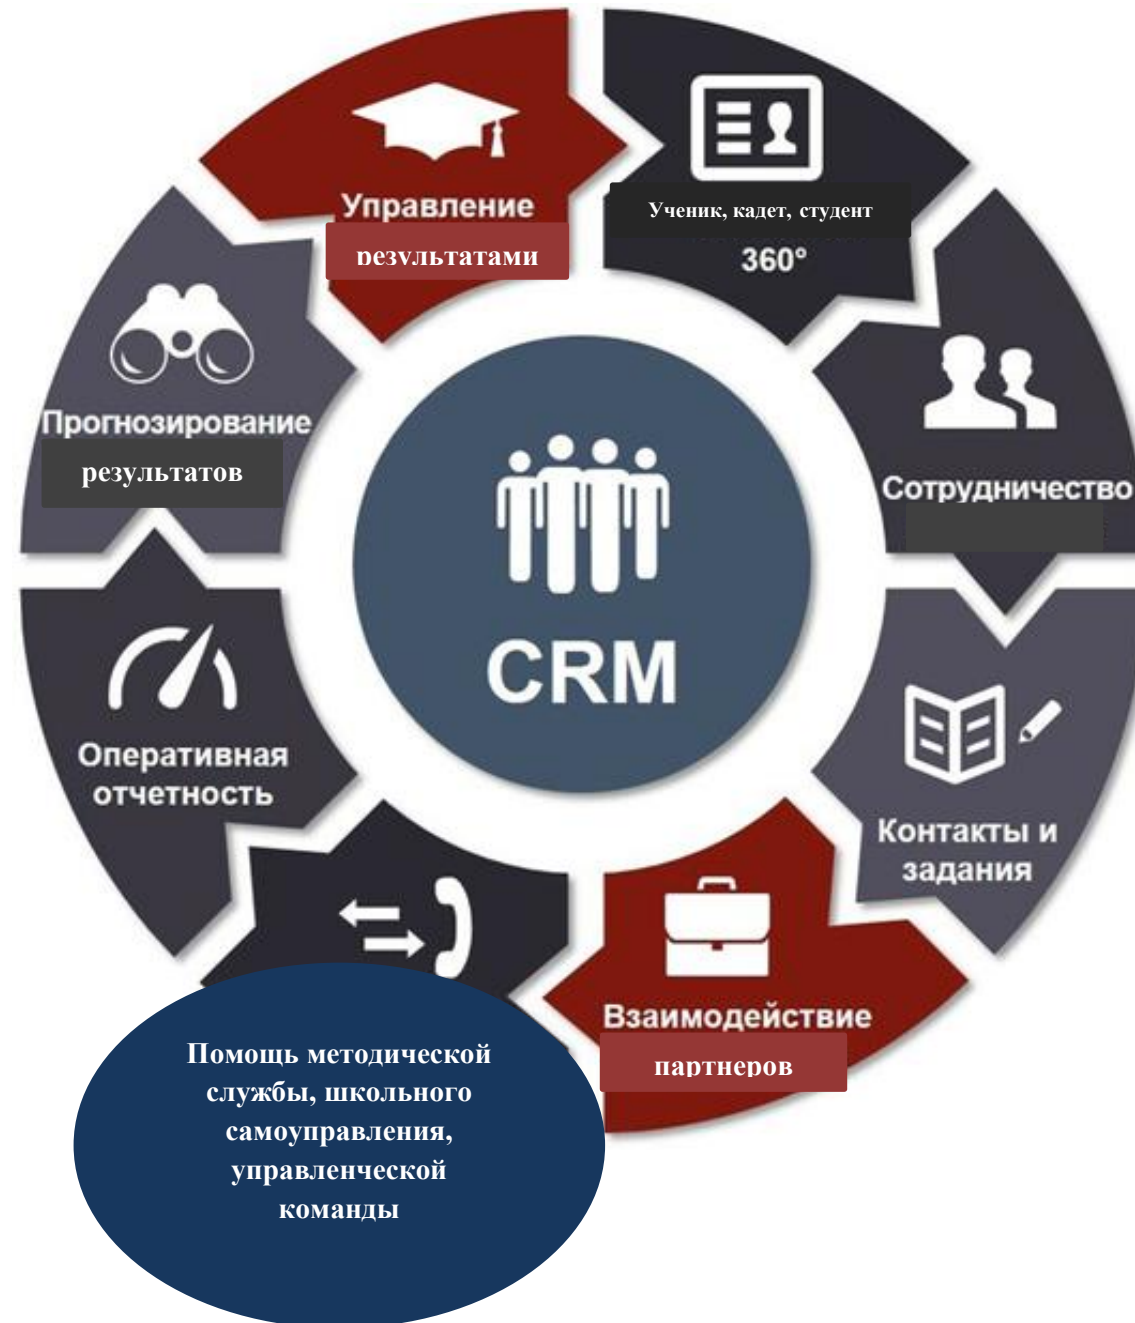 Управление
результатами
Ученик, кадет, студент
360°
Сотрудничество
Контакты и
задания
Взаимодействие
партнеров
Помощь методической
службы, школьного
самоуправления,
управленческой
команды
Оперативная
отчетность
Прогнозирование
результатов
CRM